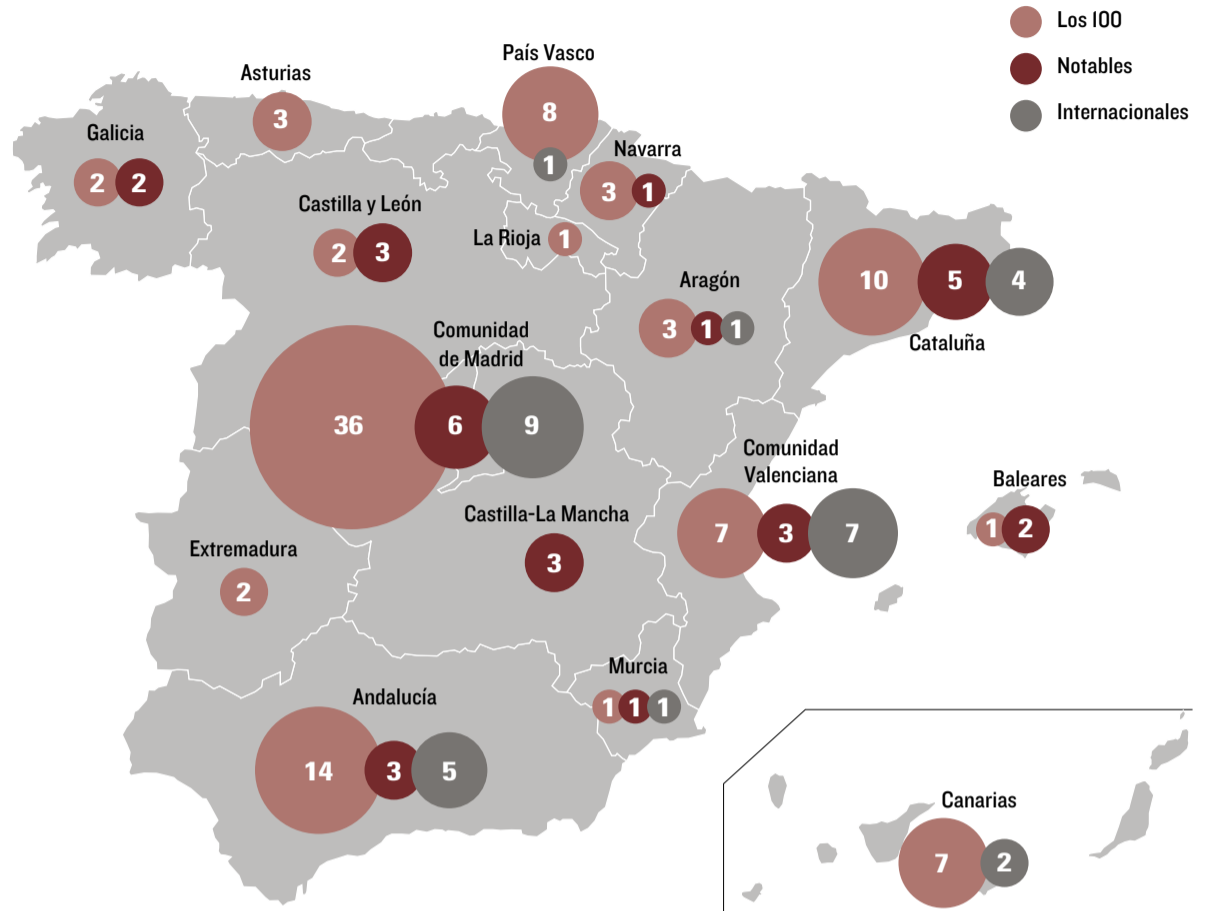 Los 100
Notables
Internacionales
País Vasco
8
1
Asturias
3
Galicia
2 2
Navarra
3 1
Castilla y León
2 3
La Rioja 1
Aragón
3 1 1
10 5 4
Cataluña
Comunidad
de Madrid
36 6 9
Comunidad
Valenciana
7 3 7
Baleares
1 2
Castilla-La Mancha
3
Extremadura
2
Murcia
1 1 1
Andalucía
14 3 5
Canarias
7 2